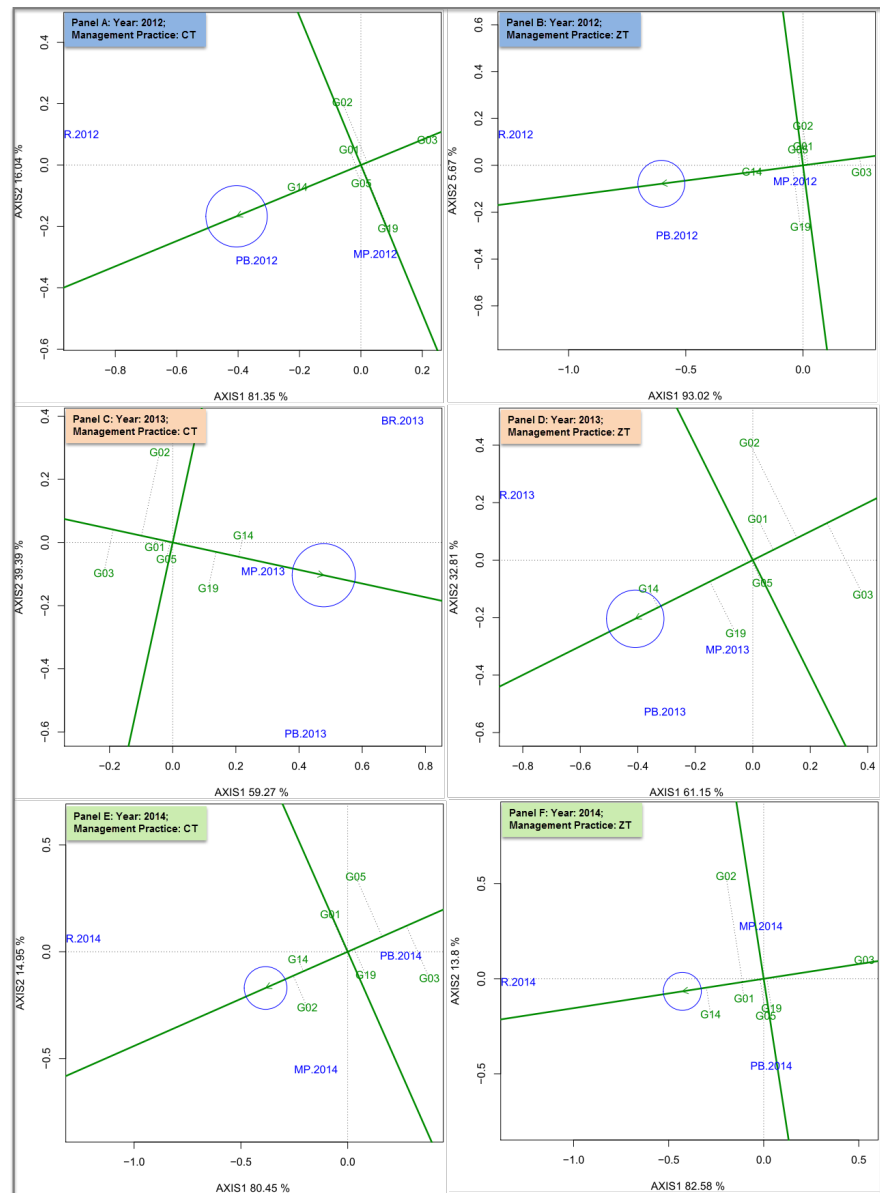 Panel A: Year: 2012;
Management Practice: CT
0.4
0.2
0.0
−0.2
−0.4
−0.6
AXIS2 16.04 %
R.2012
G02
G03
G01
G14
G05
G19
MP.2012
PB.2012
−0.8
−0.6
−0.4
−0.2
0.0
0.2
AXIS1 81.35 %
Panel B: Year: 2012;
Management Practice: ZT
0.6
0.4
0.2
0.0
−0.2
−0.4
−0.6
AXIS2 5.67 %
R.2012
G02
G01
G05
G14
G03
MP.2012
G19
PB.2012
−1.0
−0.5
0.0
AXIS1 93.02 %
Panel C: Year: 2013;
Management Practice: CT
0.4
0.2
0.0
−0.2
−0.4
−0.6
AXIS2 39.39 %
BR.2013
G02
G14
G01
G05
G03
MP.2013
G19
PB.2013
−0.2
0.0
0.2
0.4
0.6
0.8
AXIS1 59.27 %
Panel D: Year: 2013;
Management Practice: ZT
0.4
0.2
0.0
−0.2
−0.4
−0.6
AXIS2 32.81 %
G02
R.2013
G01
G05
G14
G03
G19
MP.2013
PB.2013
−0.8
−0.6
−0.4
−0.2
0.0
0.2
0.4
AXIS1 61.15 %
Panel E: Year: 2014;
Management Practice: CT
0.5
0.0
−0.5
AXIS2 14.95 %
G05
G01
R.2014
G14
PB.2014
G19
G03
G02
MP.2014
−1.0
−0.5
0.0
AXIS1 80.45 %
Panel F: Year: 2014;
Management Practice: ZT
0.5
0.0
−0.5
AXIS2 13.8 %
G02
MP.2014
G03
R.2014
G01
G19
G14
G05
PB.2014
−1.0
−0.5
0.0
0.5
AXIS1 82.58 %